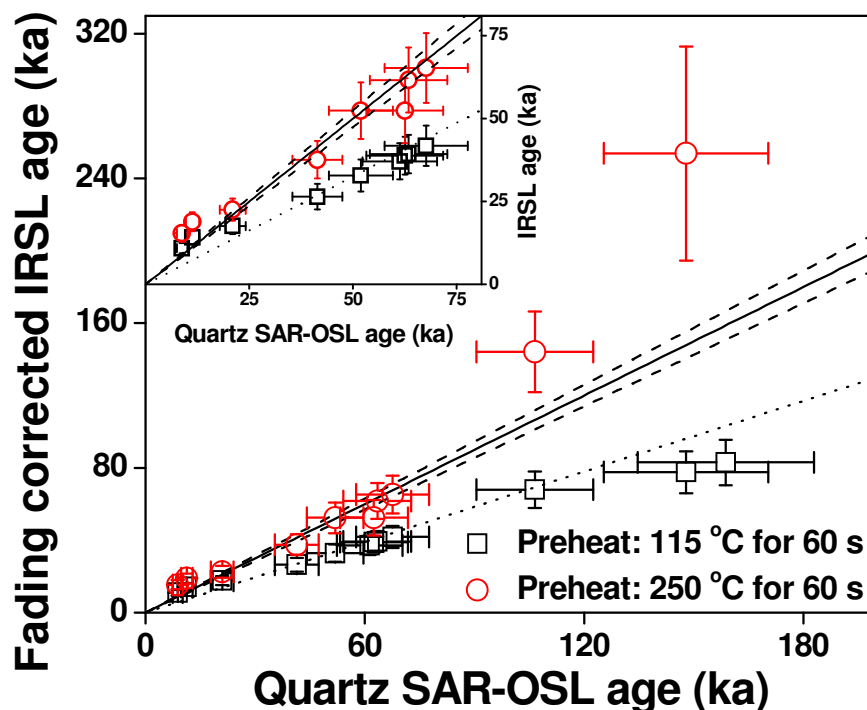 320
240
160
80
0
0
60
120
180
Fading corrected IRSL age (ka)
Quartz SAR-OSL age (ka)
75
50
25
0
25
50
75
IRSL age (ka)
Quartz SAR-OSL age (ka)
Preheat: 115 °C for 60 s
Preheat: 250 °C for 60 s